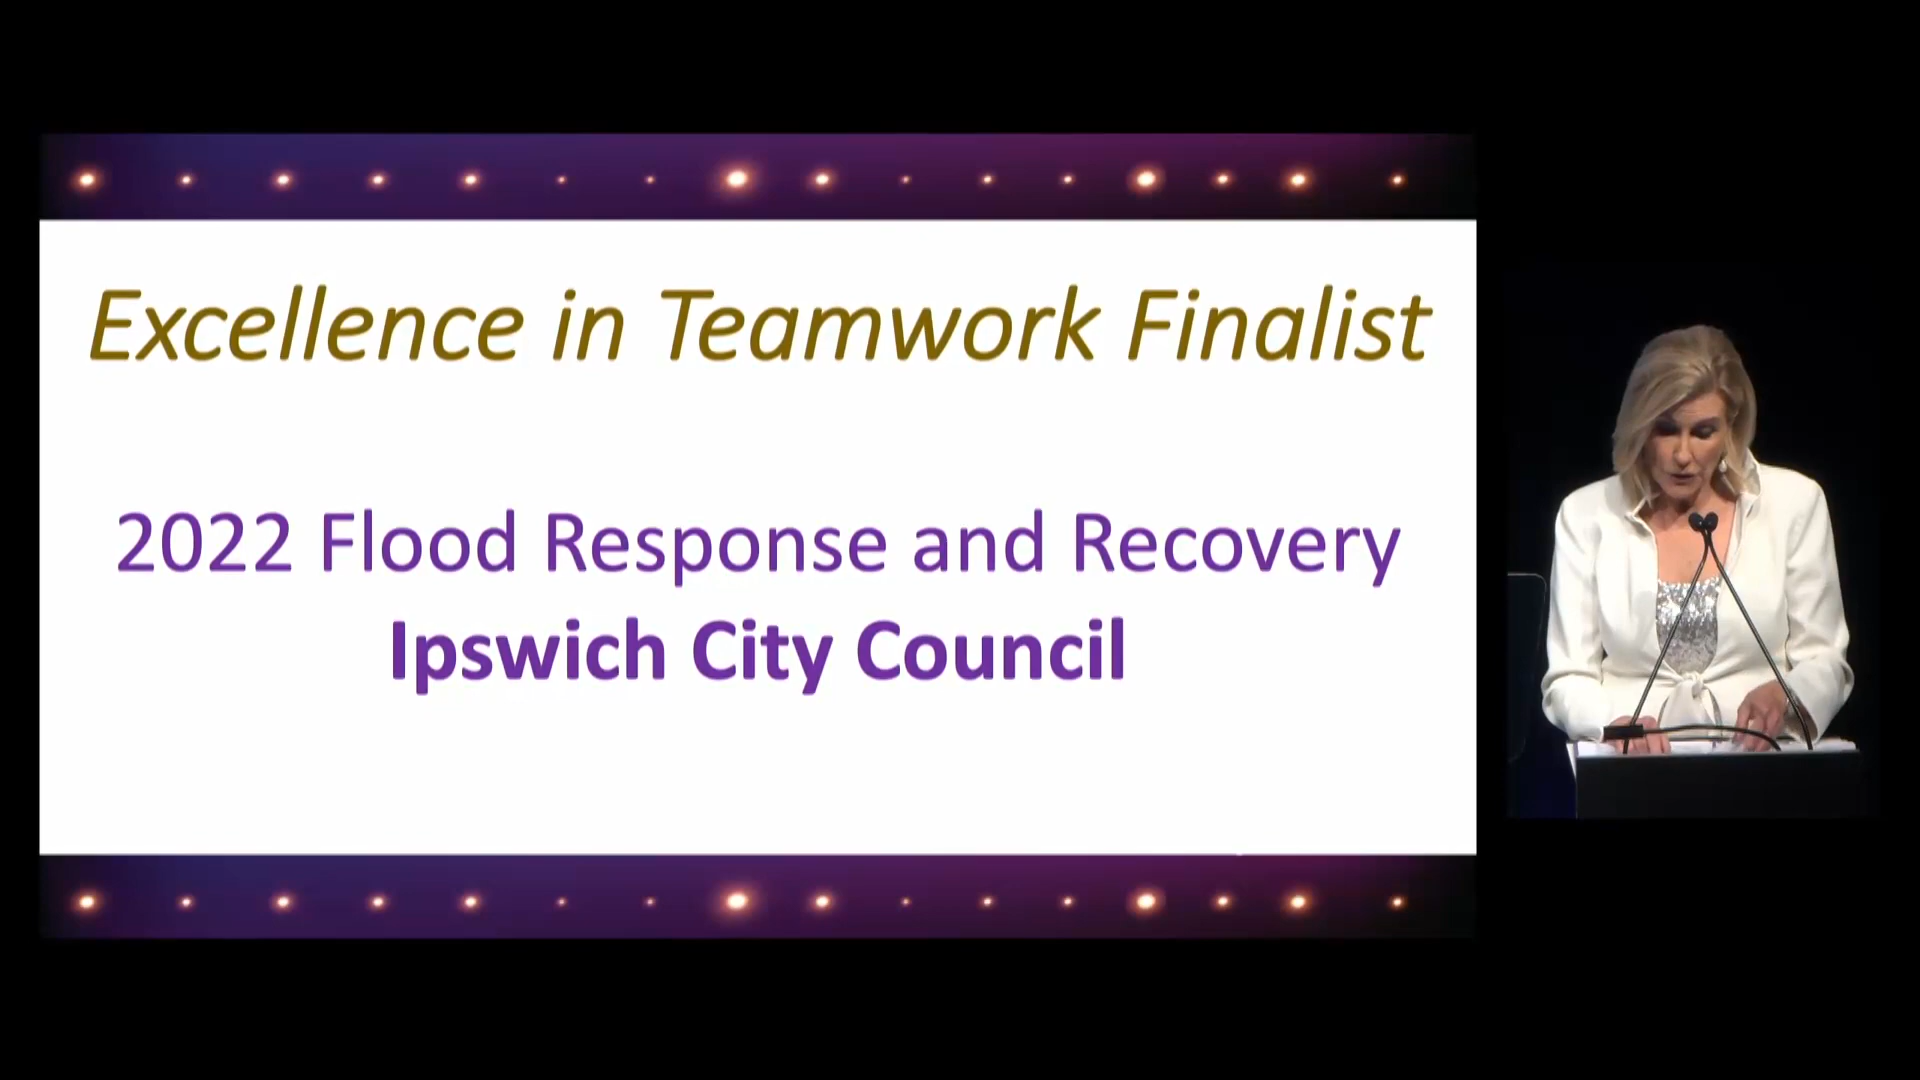 Excellence in Teamwork Finalist
2022 Flood Response and Recovery
Ipswich City Council